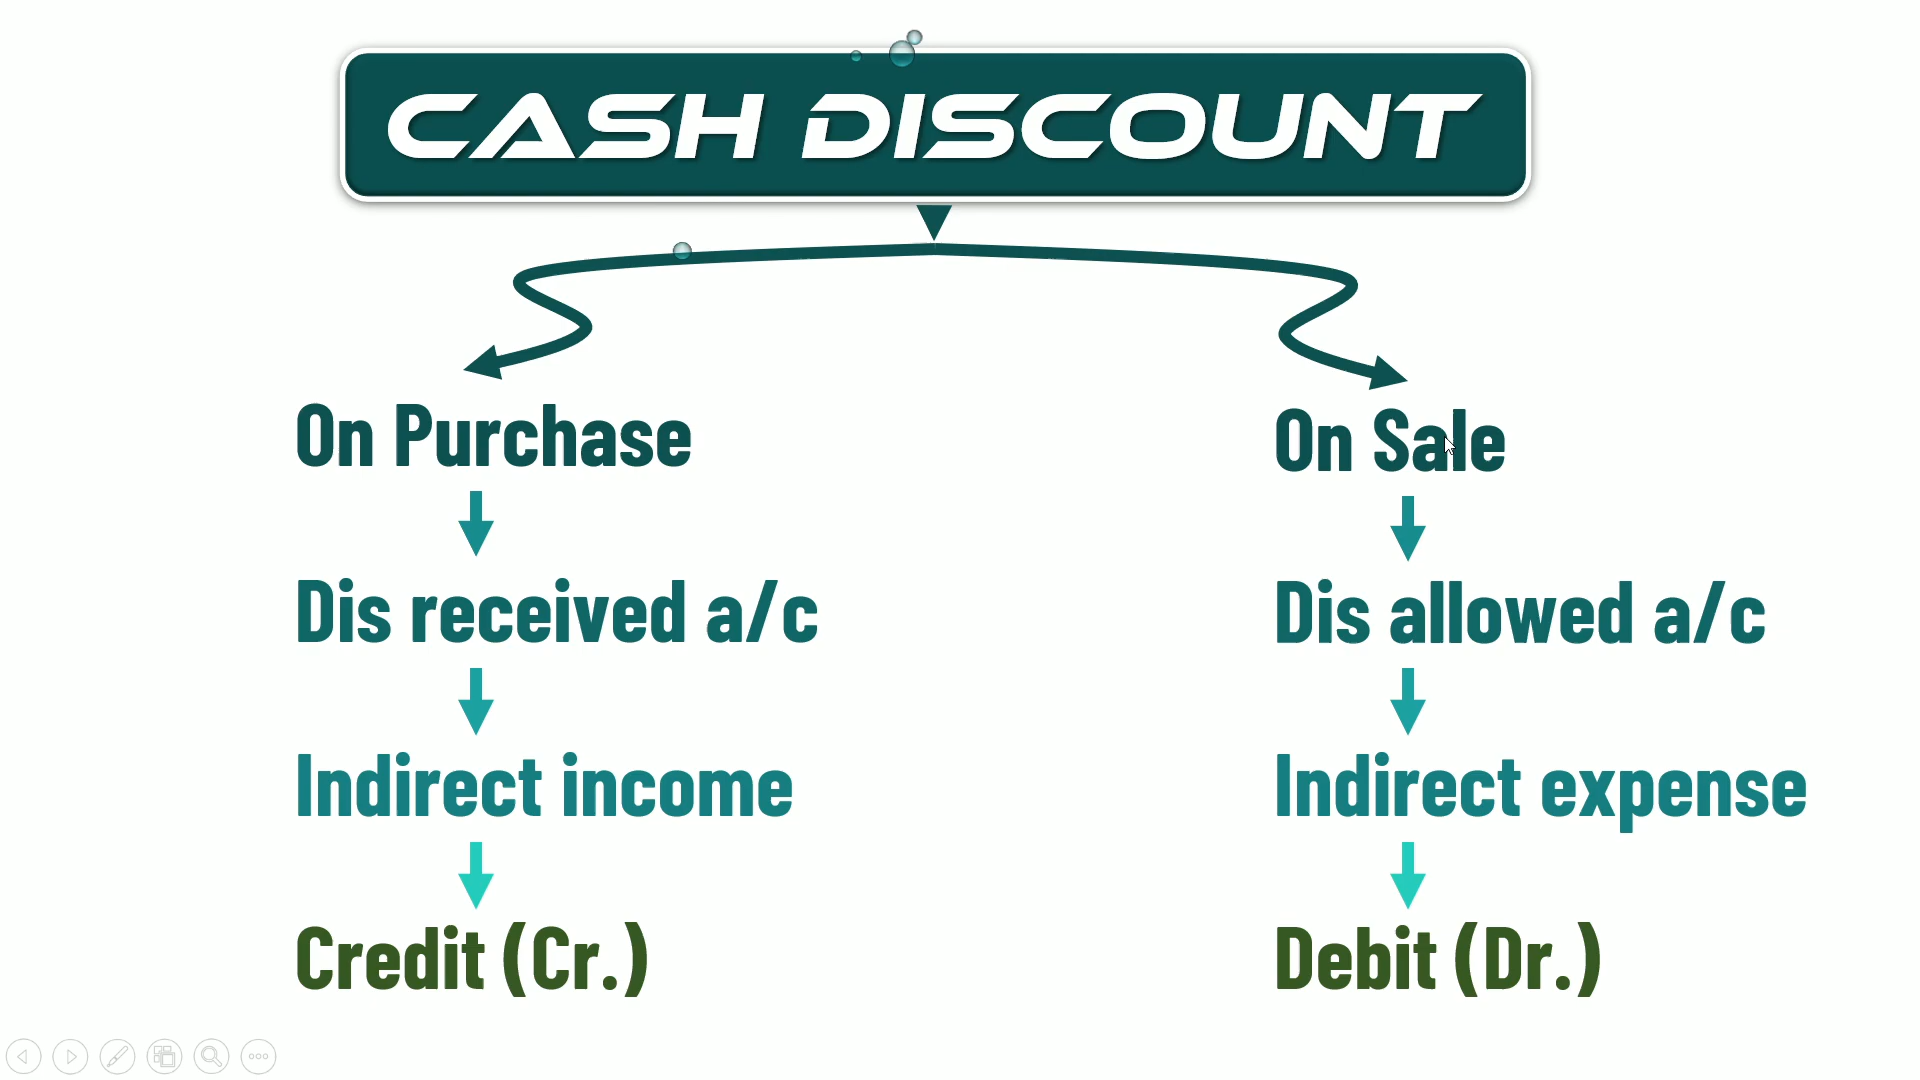 CASH DISCOUNT
On Purchase
Dis received a/c
Indirect income
Credit (Cr.)
On Sale
Dis allowed a/c
Indirect expense
Debit (Dr.)